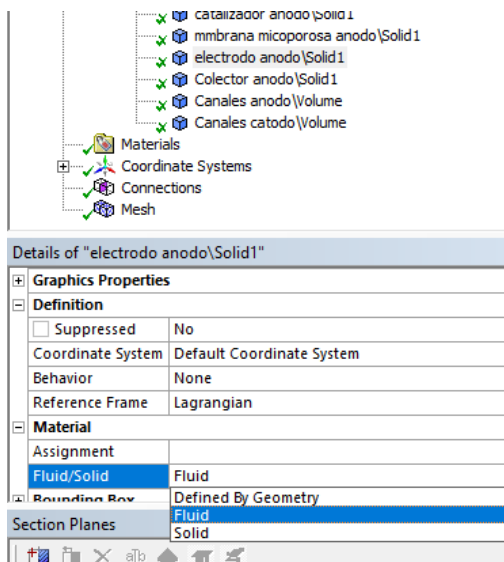 catalizador anodo\Solid1
mmbrana micoporosa anodo\Solid1
electrodo anodo\Solid1
Colector anodo\Solid1
Canales anodo\Volume
Canales catodo\Volume
Materials
Coordinate Systems
Connections
Mesh
Details of "electrodo anodo\Solid1"
Graphics Properties
Definition
Suppressed No
Coordinate System Default Coordinate System
Behavior None
Reference Frame Lagrangian
Material
Assignment
Fluid/Solid Fluid
Bounding Box Defined By Geometry
Fluid
Section Planes Solid